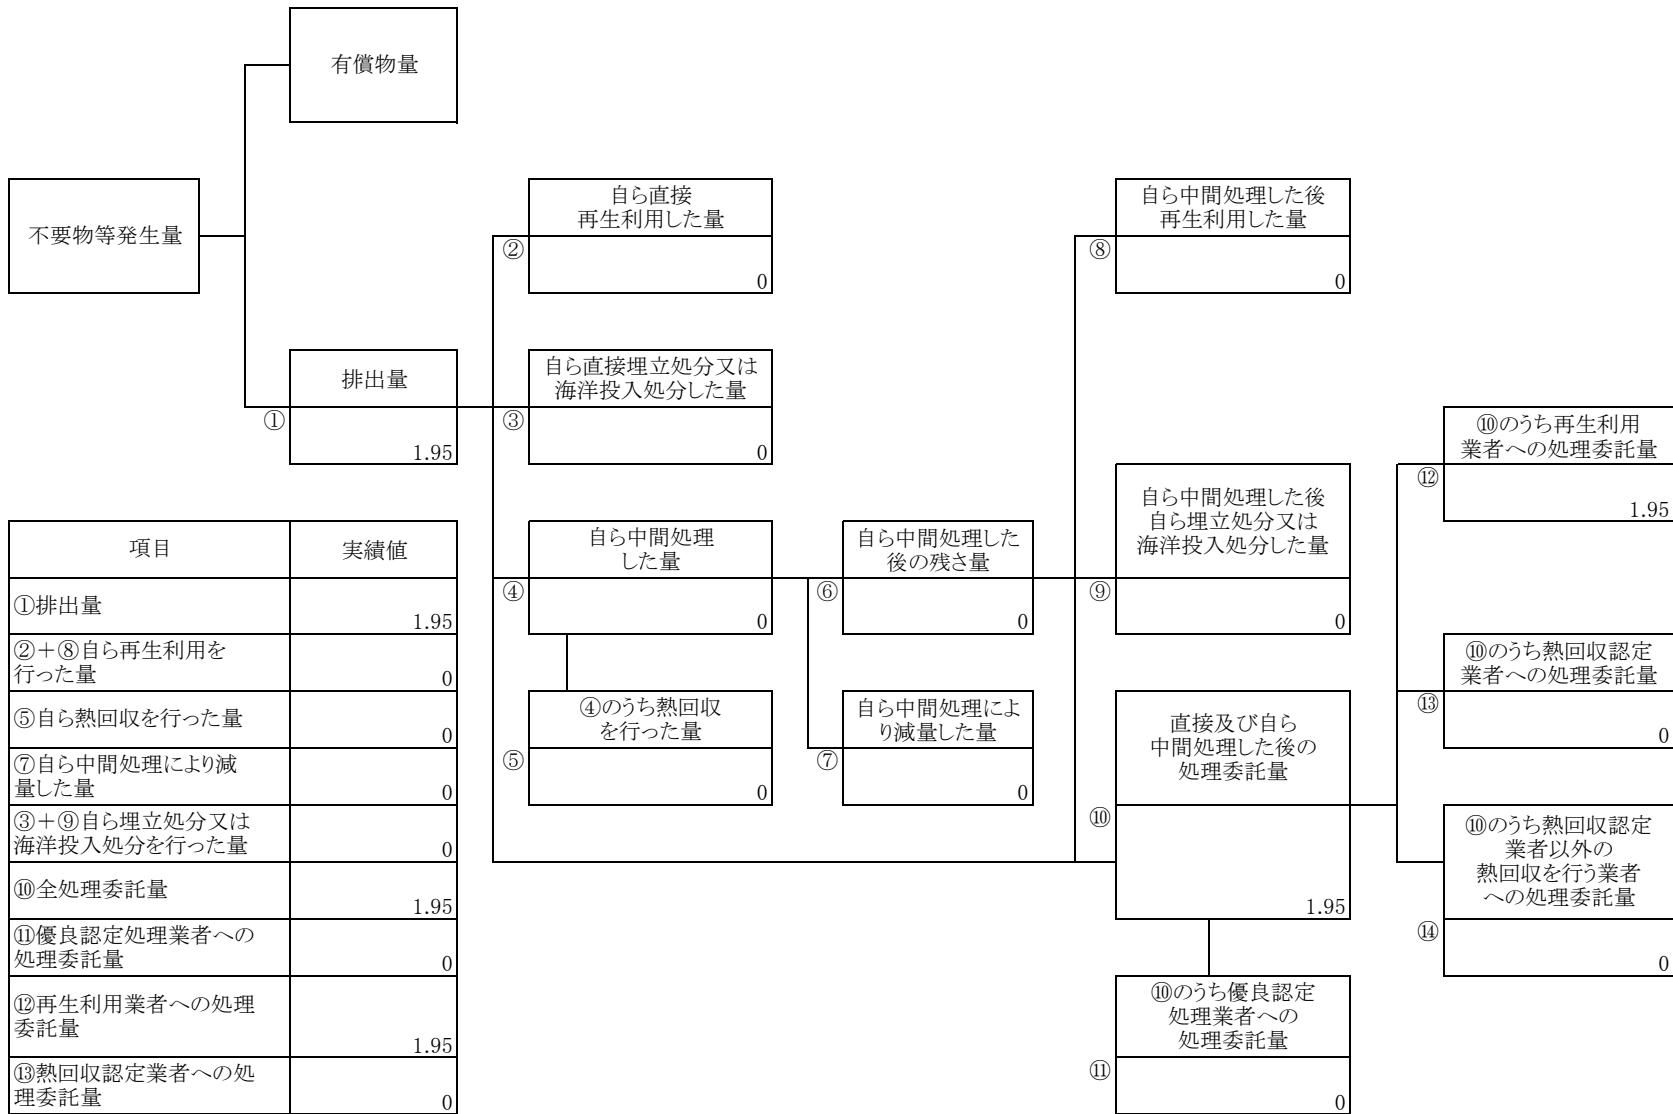 有償物量
不要物等発生量
自ら直接
再生利用した量
②
0
自ら中間処理した後
再生利用した量
⑧
0
排出量
①
1.95
自ら直接埋立処分又は
海洋投入処分した量
③
0
⑩のうち再生利用
業者への処理委託量
⑫
1.95
自ら中間処理
した量
④
0
自ら中間処理した
後の残さ量
⑥
0
自ら中間処理した後
自ら埋立処分又は
海洋投入処分した量
⑨
0
⑩のうち熱回収認定
業者への処理委託量
⑬
0
④のうち熱回収
を行った量
⑤
0
自ら中間処理によ
り減量した量
⑦
0
直接及び自ら
中間処理した後の
処理委託量
⑩
1.95
⑩のうち熱回収認定
業者以外の
熱回収を行う業者
への処理委託量
⑭
0
⑩のうち優良認定
処理業者への
処理委託量
⑪
0
項目 実績値
①排出量 1.95
②+⑧自ら再生利用を
行った量 0
⑤自ら熱回収を行った量 0
⑦自ら中間処理により減
量した量 0
③+⑨自ら埋立処分又は
海洋投入処分を行った量 0
⑩全処理委託量 1.95
⑪優良認定処理業者への
処理委託量 0
⑫再生利用業者への処理
委託量 1.95
⑬熱回収認定業者への処
理委託量 0